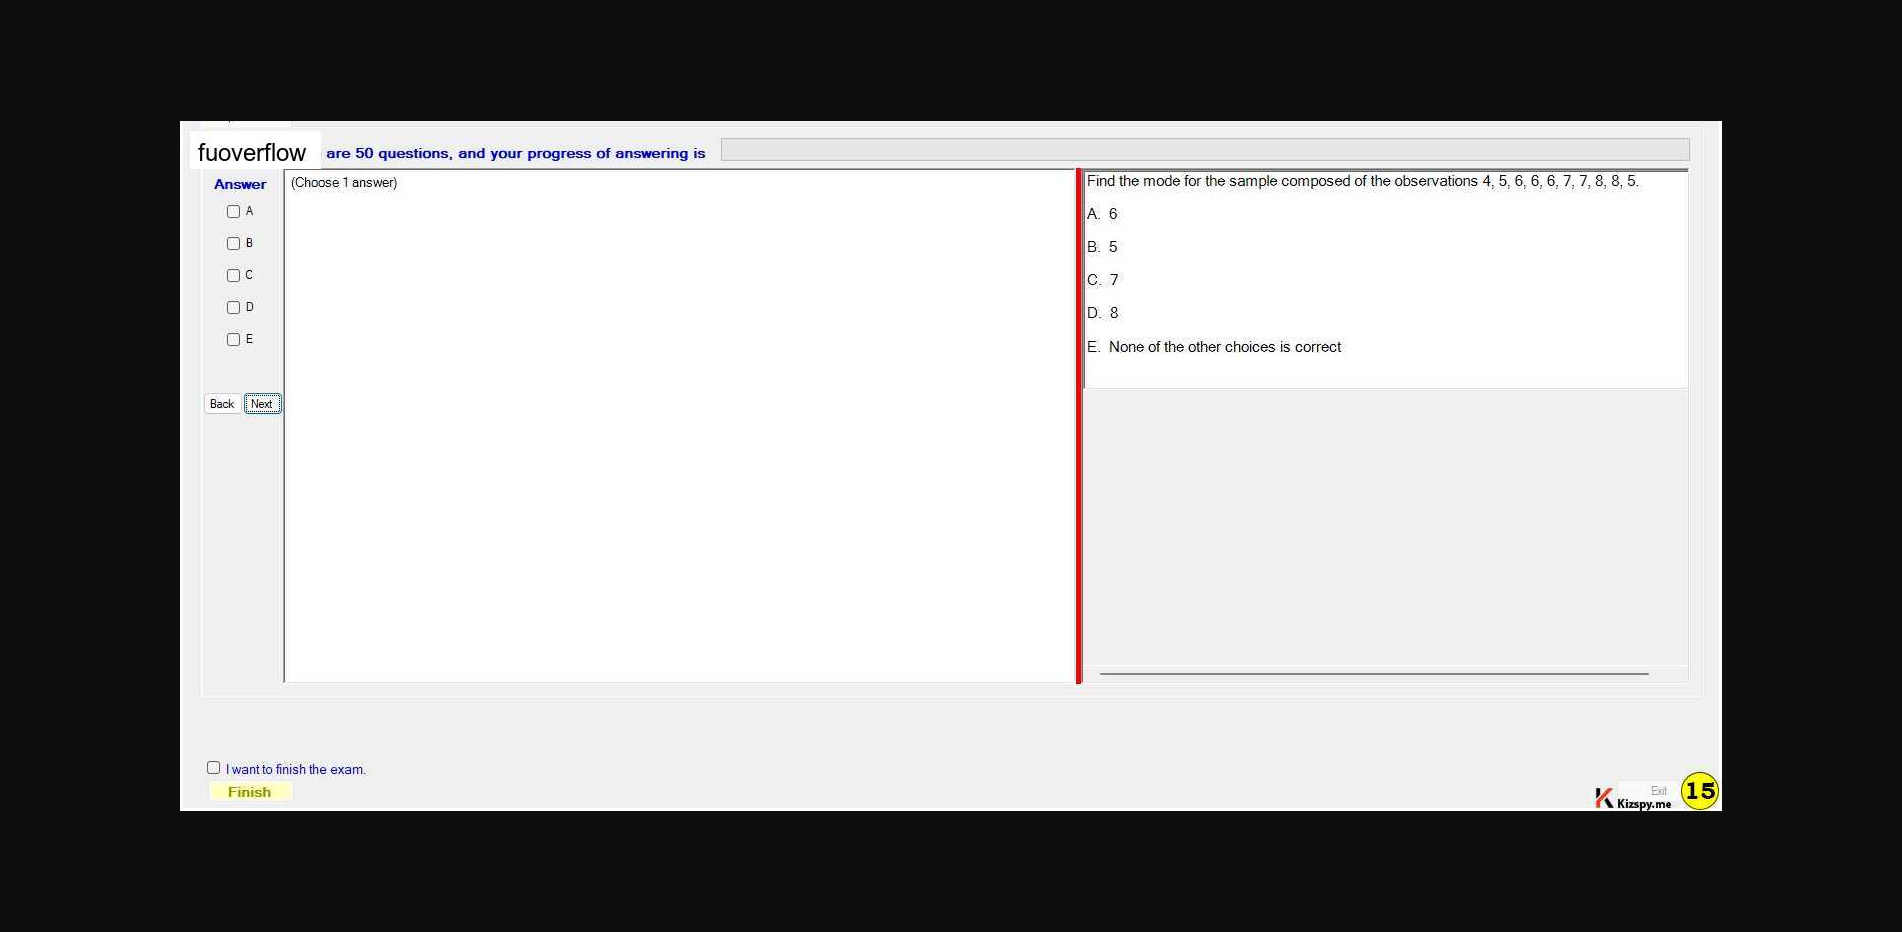 fuoverflow are 50 questions, and your progress of answering is
Answer
(Choose 1 answer)
A
B
C
D
E
Back Next
Find the mode for the sample composed of the observations 4, 5, 6, 6, 6, 7, 7, 8, 8, 5.
A. 6
B. 5
C. 7
D. 8
E. None of the other choices is correct
I want to finish the exam.
Finish
Exit
Kizspy.me
15